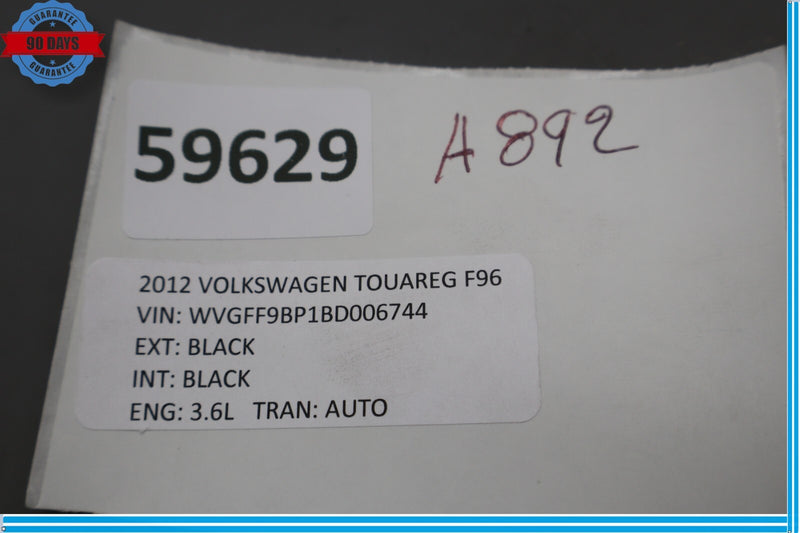 GUARANTEE
90 DAYS
GUARANTEE
59629
A892
2012 VOLKSWAGEN TOUAREG F96
VIN: WVGFF9BP1BD006744
EXT: BLACK
INT: BLACK
ENG: 3.6L TRAN: AUTO